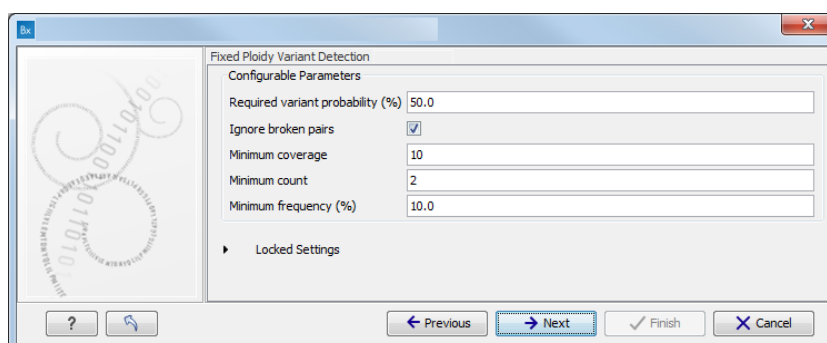 Bx
Fixed Ploidy Variant Detection
Configurable Parameters
Required variant probability (%) 50.0
Ignore broken pairs
Minimum coverage 10
Minimum count 2
Minimum frequency (%) 10.0
Locked Settings
? Previous Next Finish Cancel